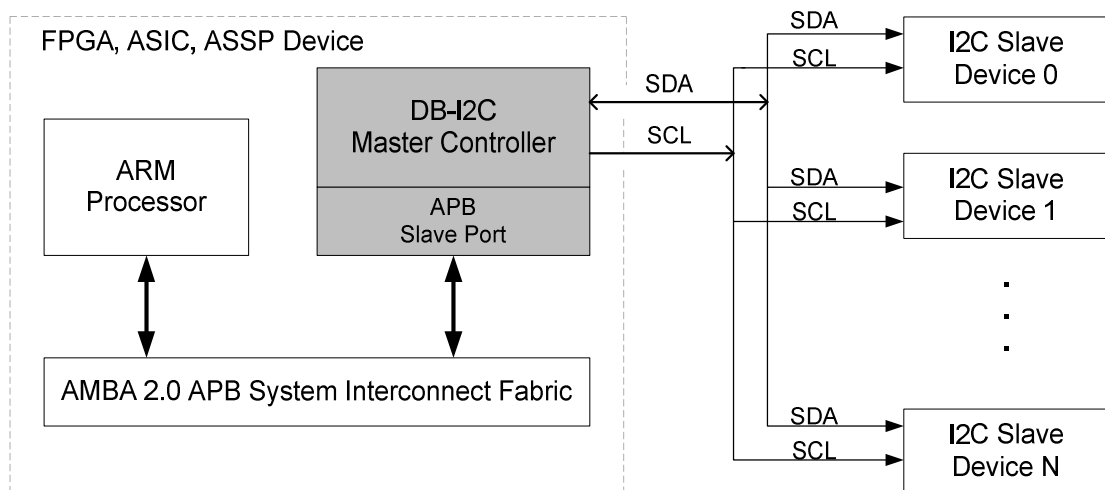 FPGA, ASIC, ASSP Device
ARM
Processor
DB-I2C
Master Controller
APB
Slave Port
AMBA 2.0 APB System Interconnect Fabric
SDA
SCL
SDA
SCL
I2C Slave
Device 0
SDA
SCL
I2C Slave
Device 1
SDA
SCL
I2C Slave
Device N